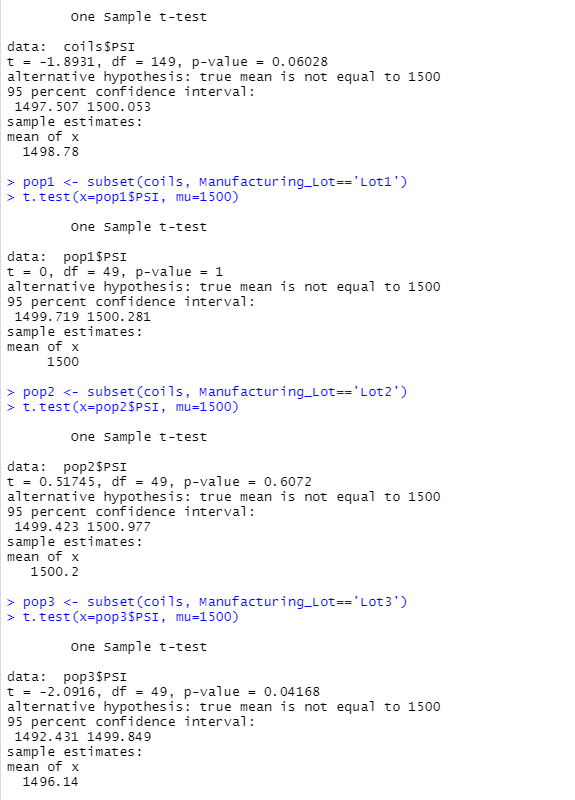 One Sample t-test
data:  coils$PSI
t = -1.8931, df = 149, p-value = 0.06028
alternative hypothesis: true mean is not equal to 1500
95 percent confidence interval:
 1497.507 1500.053
sample estimates:
mean of x
  1498.78
> pop1 <- subset(coils, Manufacturing_Lot=='Lot1')
> t.test(x=pop1$PSI, mu=1500)
One Sample t-test
data:  pop1$PSI
t = 0, df = 49, p-value = 1
alternative hypothesis: true mean is not equal to 1500
95 percent confidence interval:
 1499.719 1500.281
sample estimates:
mean of x
     1500
> pop2 <- subset(coils, Manufacturing_Lot=='Lot2')
> t.test(x=pop2$PSI, mu=1500)
One Sample t-test
data:  pop2$PSI
t = 0.51745, df = 49, p-value = 0.6072
alternative hypothesis: true mean is not equal to 1500
95 percent confidence interval:
 1499.423 1500.977
sample estimates:
mean of x
   1500.2
> pop3 <- subset(coils, Manufacturing_Lot=='Lot3')
> t.test(x=pop3$PSI, mu=1500)
One Sample t-test
data:  pop3$PSI
t = -2.0916, df = 49, p-value = 0.04168
alternative hypothesis: true mean is not equal to 1500
95 percent confidence interval:
 1492.431 1499.849
sample estimates:
mean of x
  1496.14